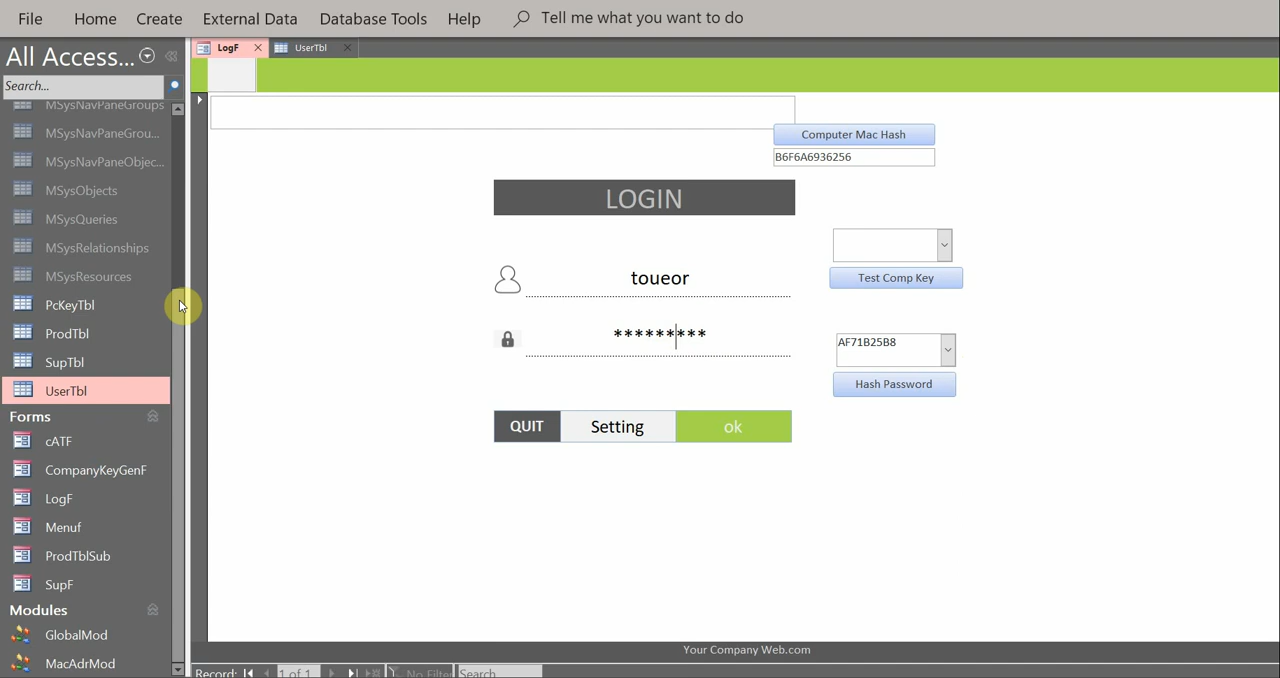 File Home Create External Data Database Tools Help Tell me what you want to do
All Access...
Search...
MSysNavPaneGroups
MSysNavPaneGrou...
MSysNavPaneObjec...
MSysObjects
MSysQueries
MSysRelationships
MSysResources
PcKeyTbl
ProdTbl
SupTbl
UserTbl
Forms
cATF
CompanyKeyGenF
LogF
Menuf
ProdTblSub
SupF
Modules
GlobalMod
MacAdrMod
LogF UserTbl
Computer Mac Hash
B6F6A6936256
LOGIN
toueor
*********
Test Comp Key
AF71B25B8
Hash Password
QUIT Setting ok
Your Company Web.com
Record: 1 of 1 No Filter Search